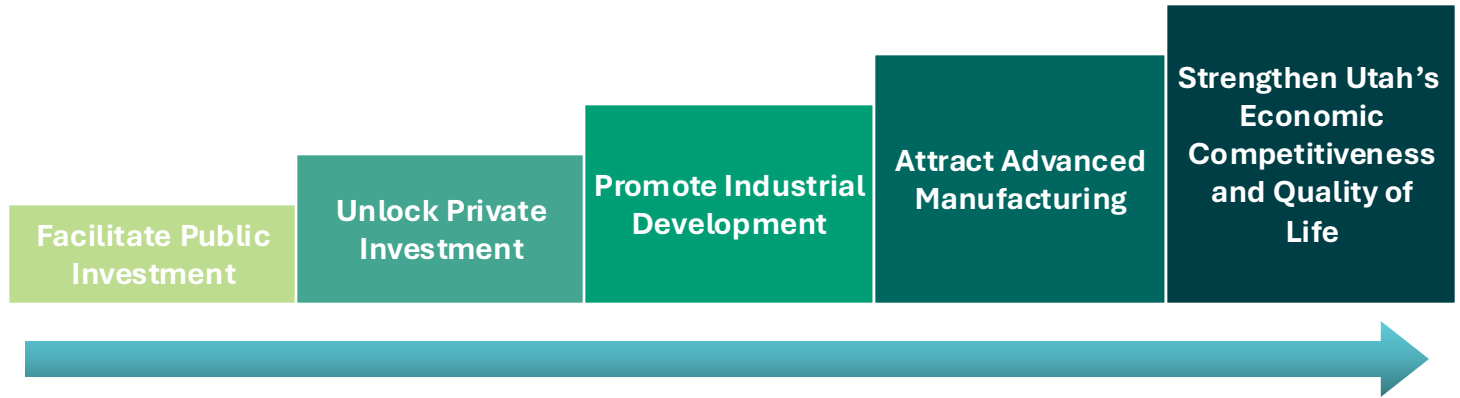 Facilitate Public
Investment
Unlock Private
Investment
Promote Industrial
Development
Attract Advanced
Manufacturing
Strengthen Utah’s
Economic
Competitiveness
and Quality of
Life